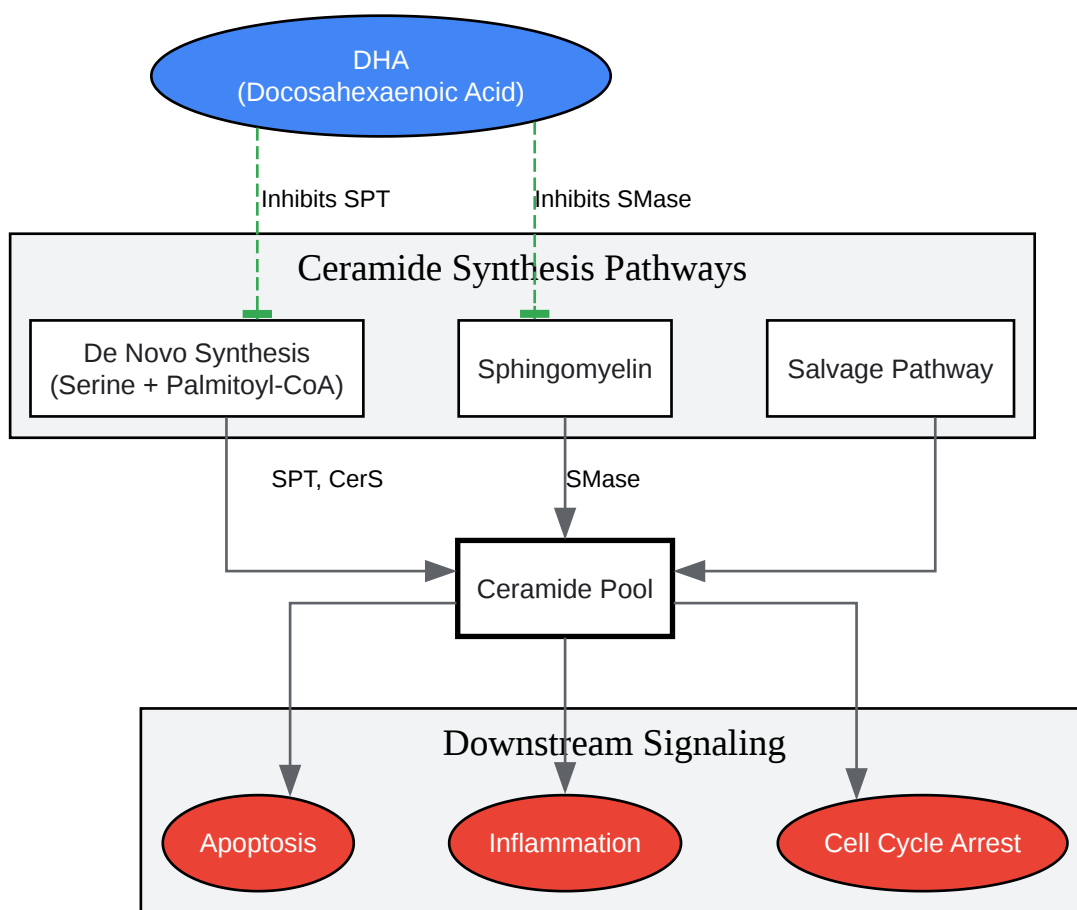 DHA
(Docosahexaenoic Acid)
Inhibits SPT
Inhibits SMase
Ceramide Synthesis Pathways
De Novo Synthesis
(Serine + Palmitoyl-CoA)
Sphingomyelin
Salvage Pathway
SPT, CerS
SMase
Ceramide Pool
Downstream Signaling
Apoptosis
Inflammation
Cell Cycle Arrest